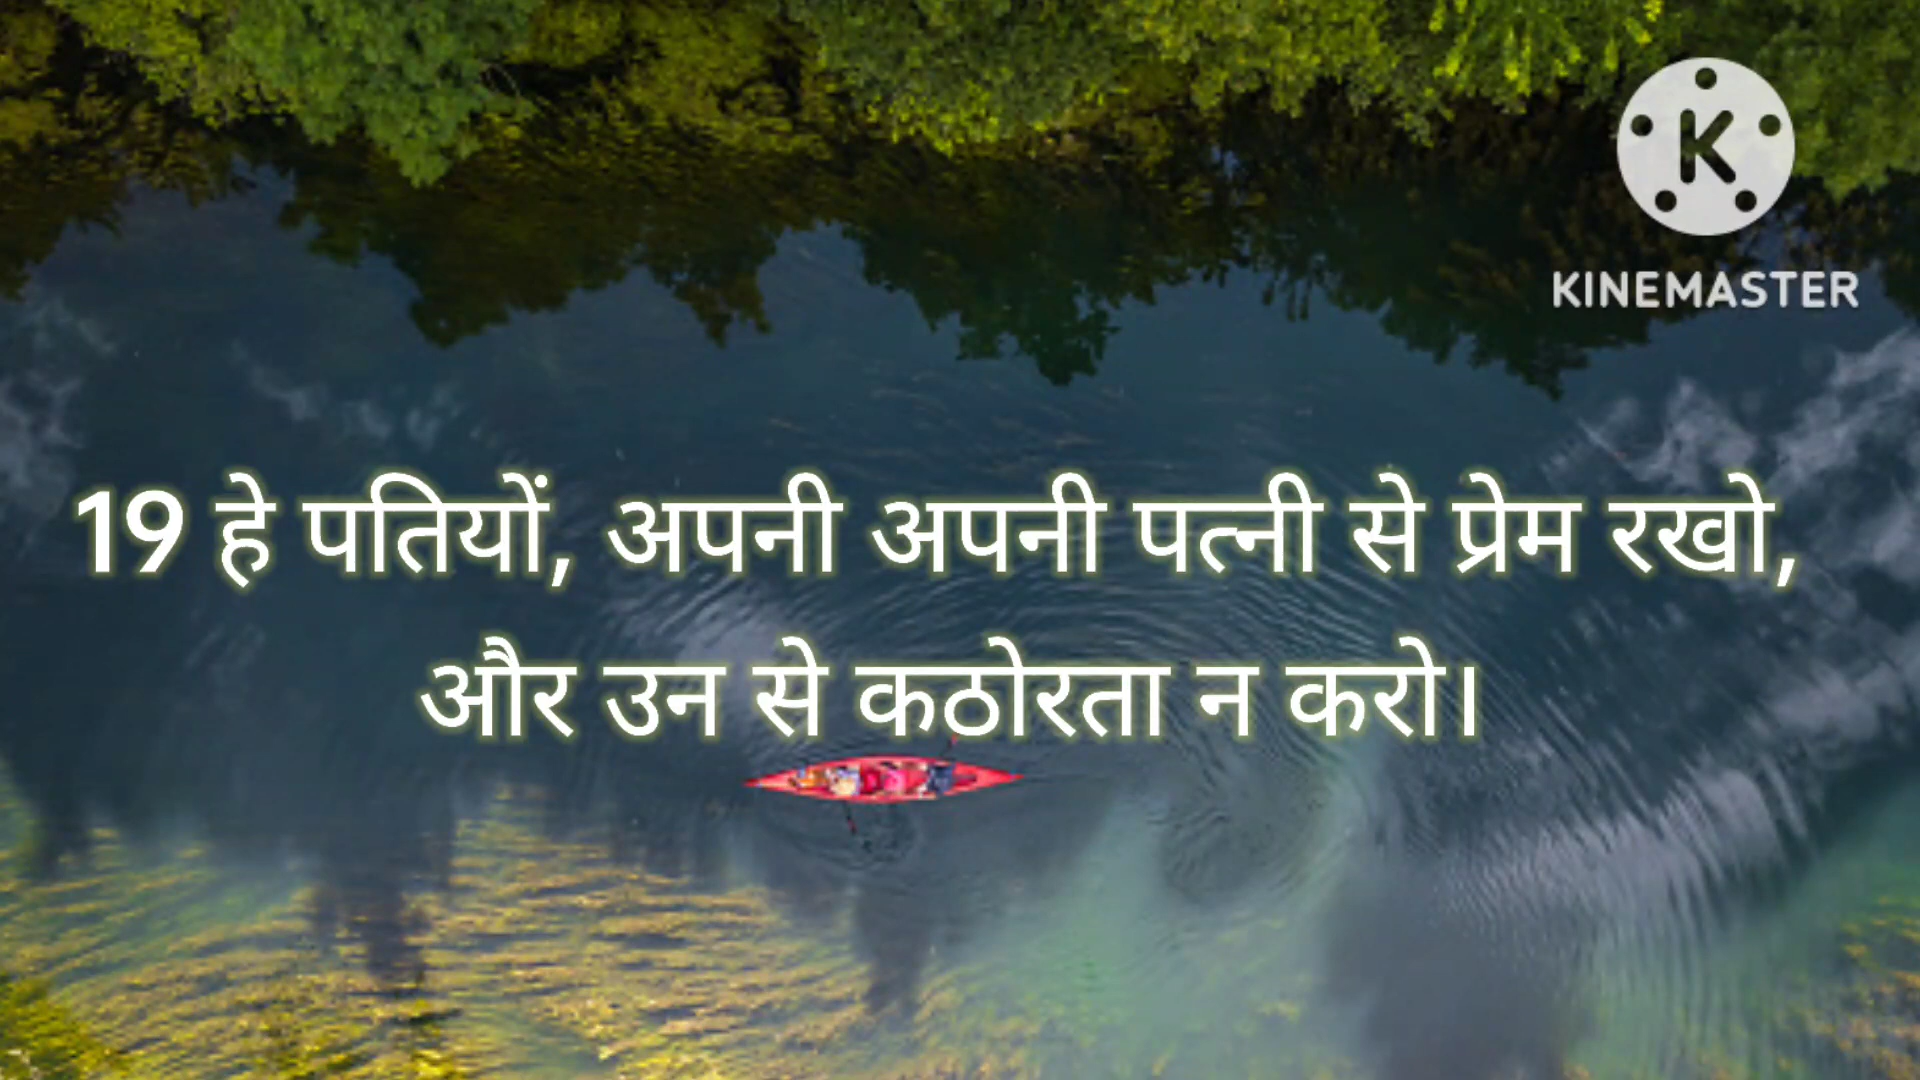 K
KINEMASTER
19 हे पतियों, अपनी अपनी पत्नी से प्रेम रखो,
और उन से कठोरता न करो।